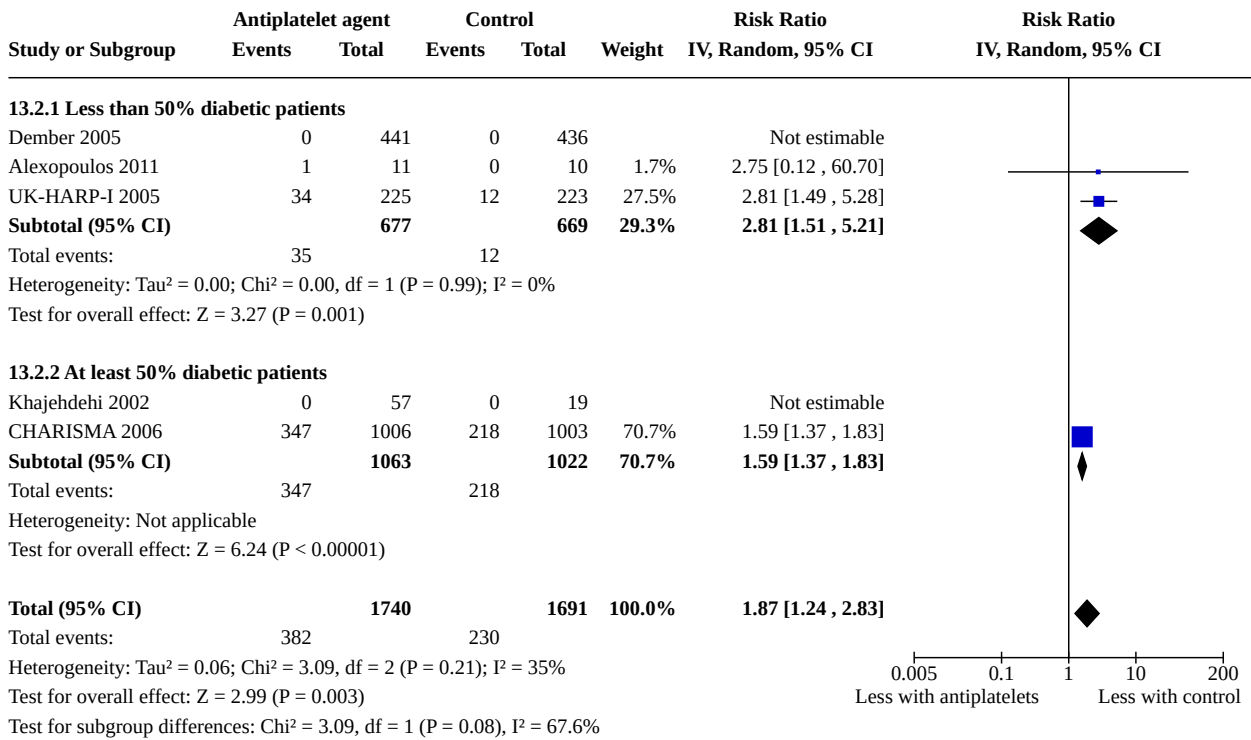 Antiplatelet agent Control Risk Ratio Risk Ratio
Study or Subgroup Events Total Events Total Weight IV, Random, 95% CI IV, Random, 95% CI
13.2.1 Less than 50% diabetic patients
Dember 2005 0 441 0 436 Not estimable
Alexopoulos 2011 1 11 0 10 1.7% 2.75 [0.12 , 60.70]
UK-HARP-I 2005 34 225 12 223 27.5% 2.81 [1.49 , 5.28]
Subtotal (95% CI) 677 669 29.3% 2.81 [1.51 , 5.21]
Total events: 35 12
Heterogeneity: Tau² = 0.00; Chi² = 0.00, df = 1 (P = 0.99); I² = 0%
Test for overall effect: Z = 3.27 (P = 0.001)
13.2.2 At least 50% diabetic patients
Khajehdehi 2002 0 57 0 19 Not estimable
CHARISMA 2006 347 1006 218 1003 70.7% 1.59 [1.37 , 1.83]
Subtotal (95% CI) 1063 1022 70.7% 1.59 [1.37 , 1.83]
Total events: 347 218
Heterogeneity: Not applicable
Test for overall effect: Z = 6.24 (P < 0.00001)
Total (95% CI) 1740 1691 100.0% 1.87 [1.24 , 2.83]
Total events: 382 230
Heterogeneity: Tau² = 0.06; Chi² = 3.09, df = 2 (P = 0.21); I² = 35%
0.005 0.1 1 10 200
Test for overall effect: Z = 2.99 (P = 0.003) Less with antiplatelets Less with control
Test for subgroup differences: Chi² = 3.09, df = 1 (P = 0.08), I² = 67.6%